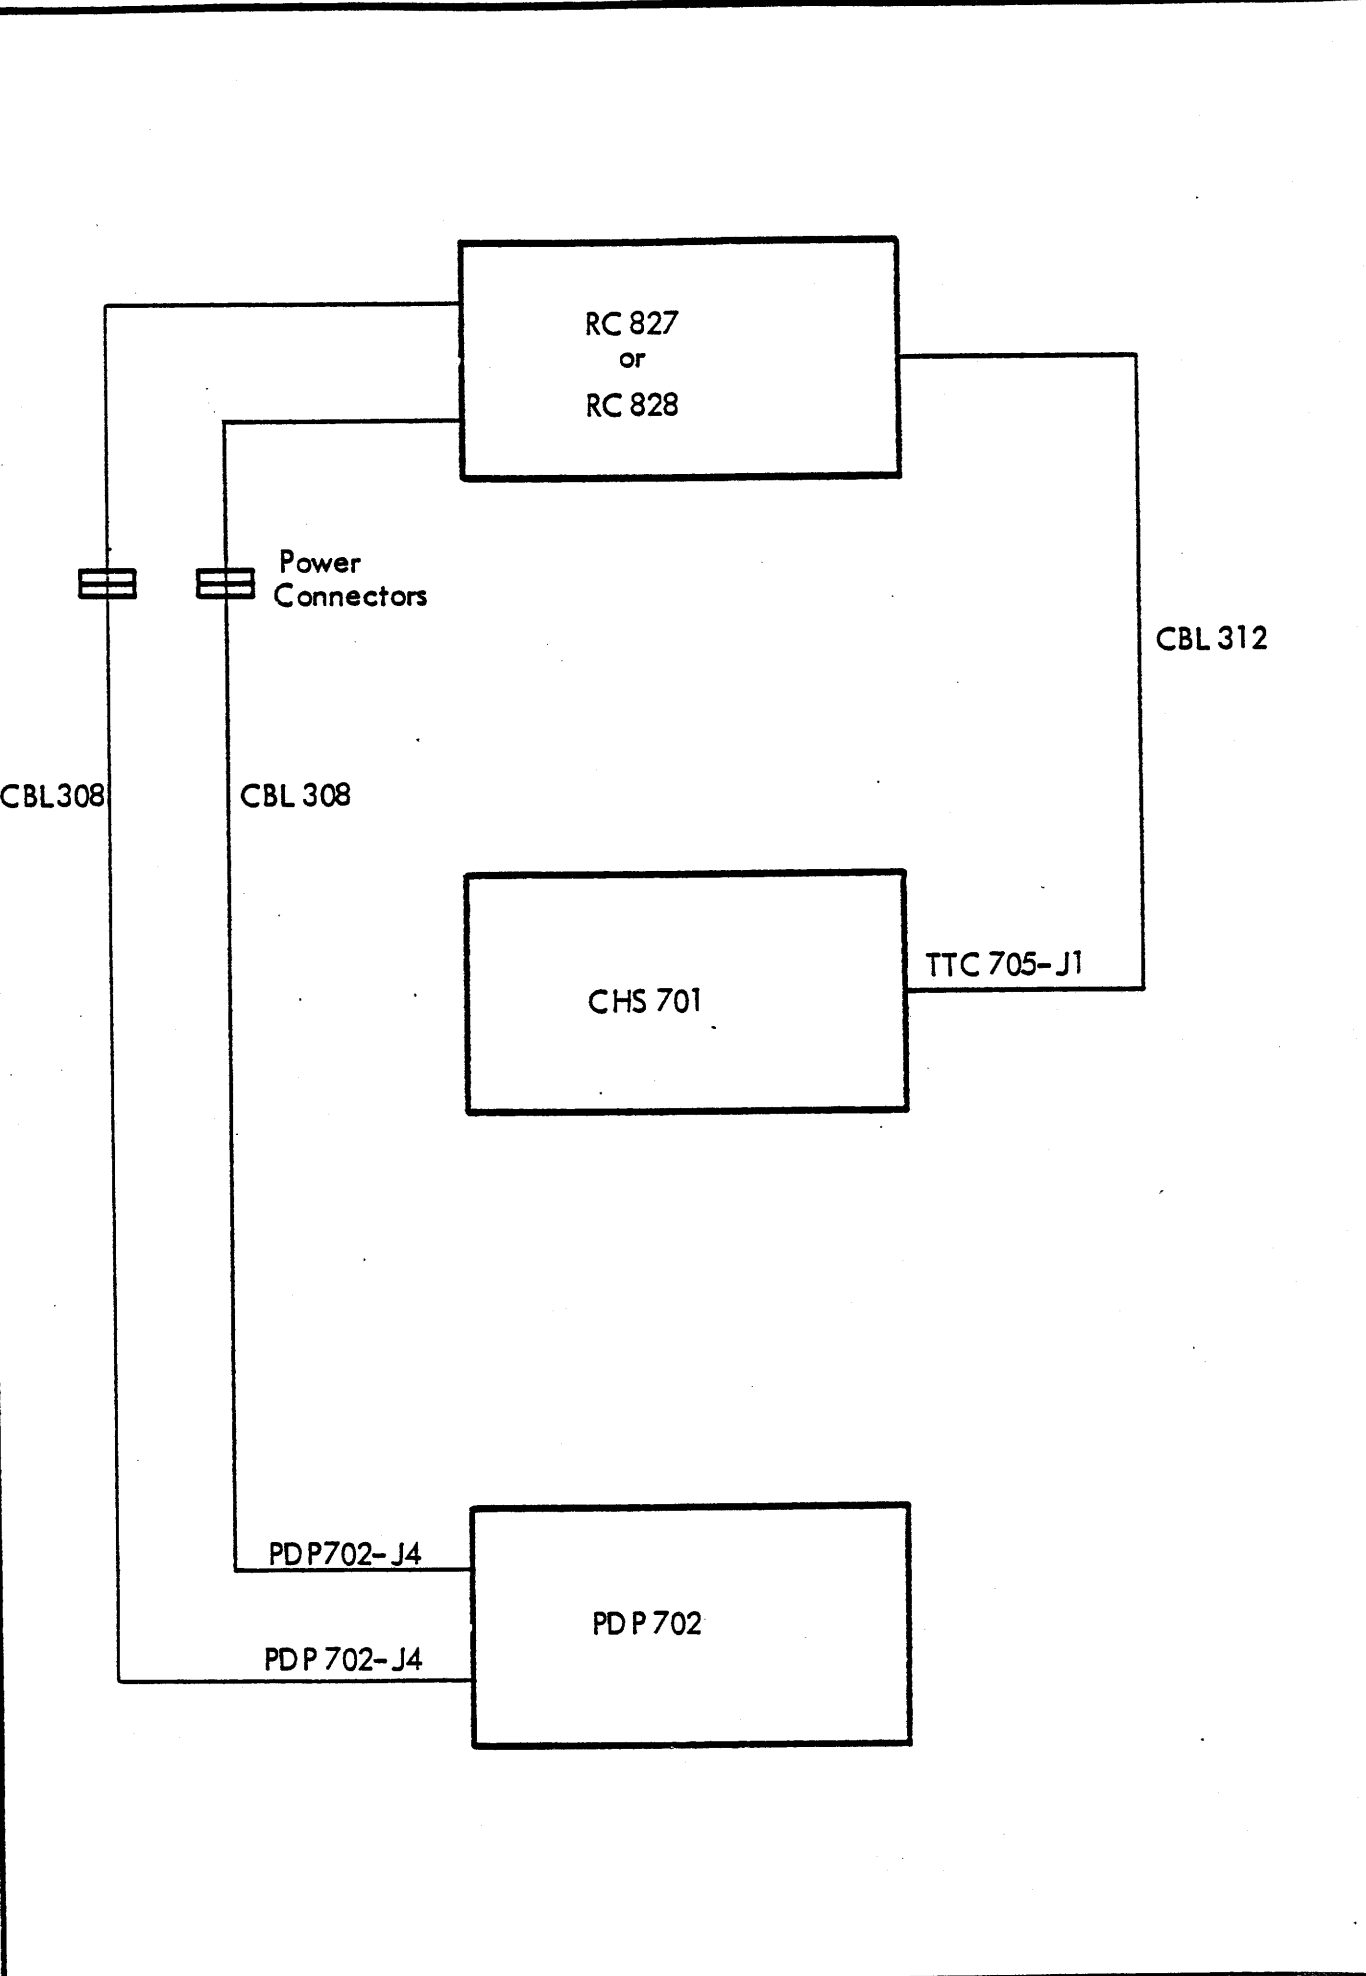 RC 827
or
RC 828
Power
Connectors
CBL 312
CBL308
CBL 308
TTC 705-J1
CHS 701
PDP702-J4
PDP 702
PDP 702-J4